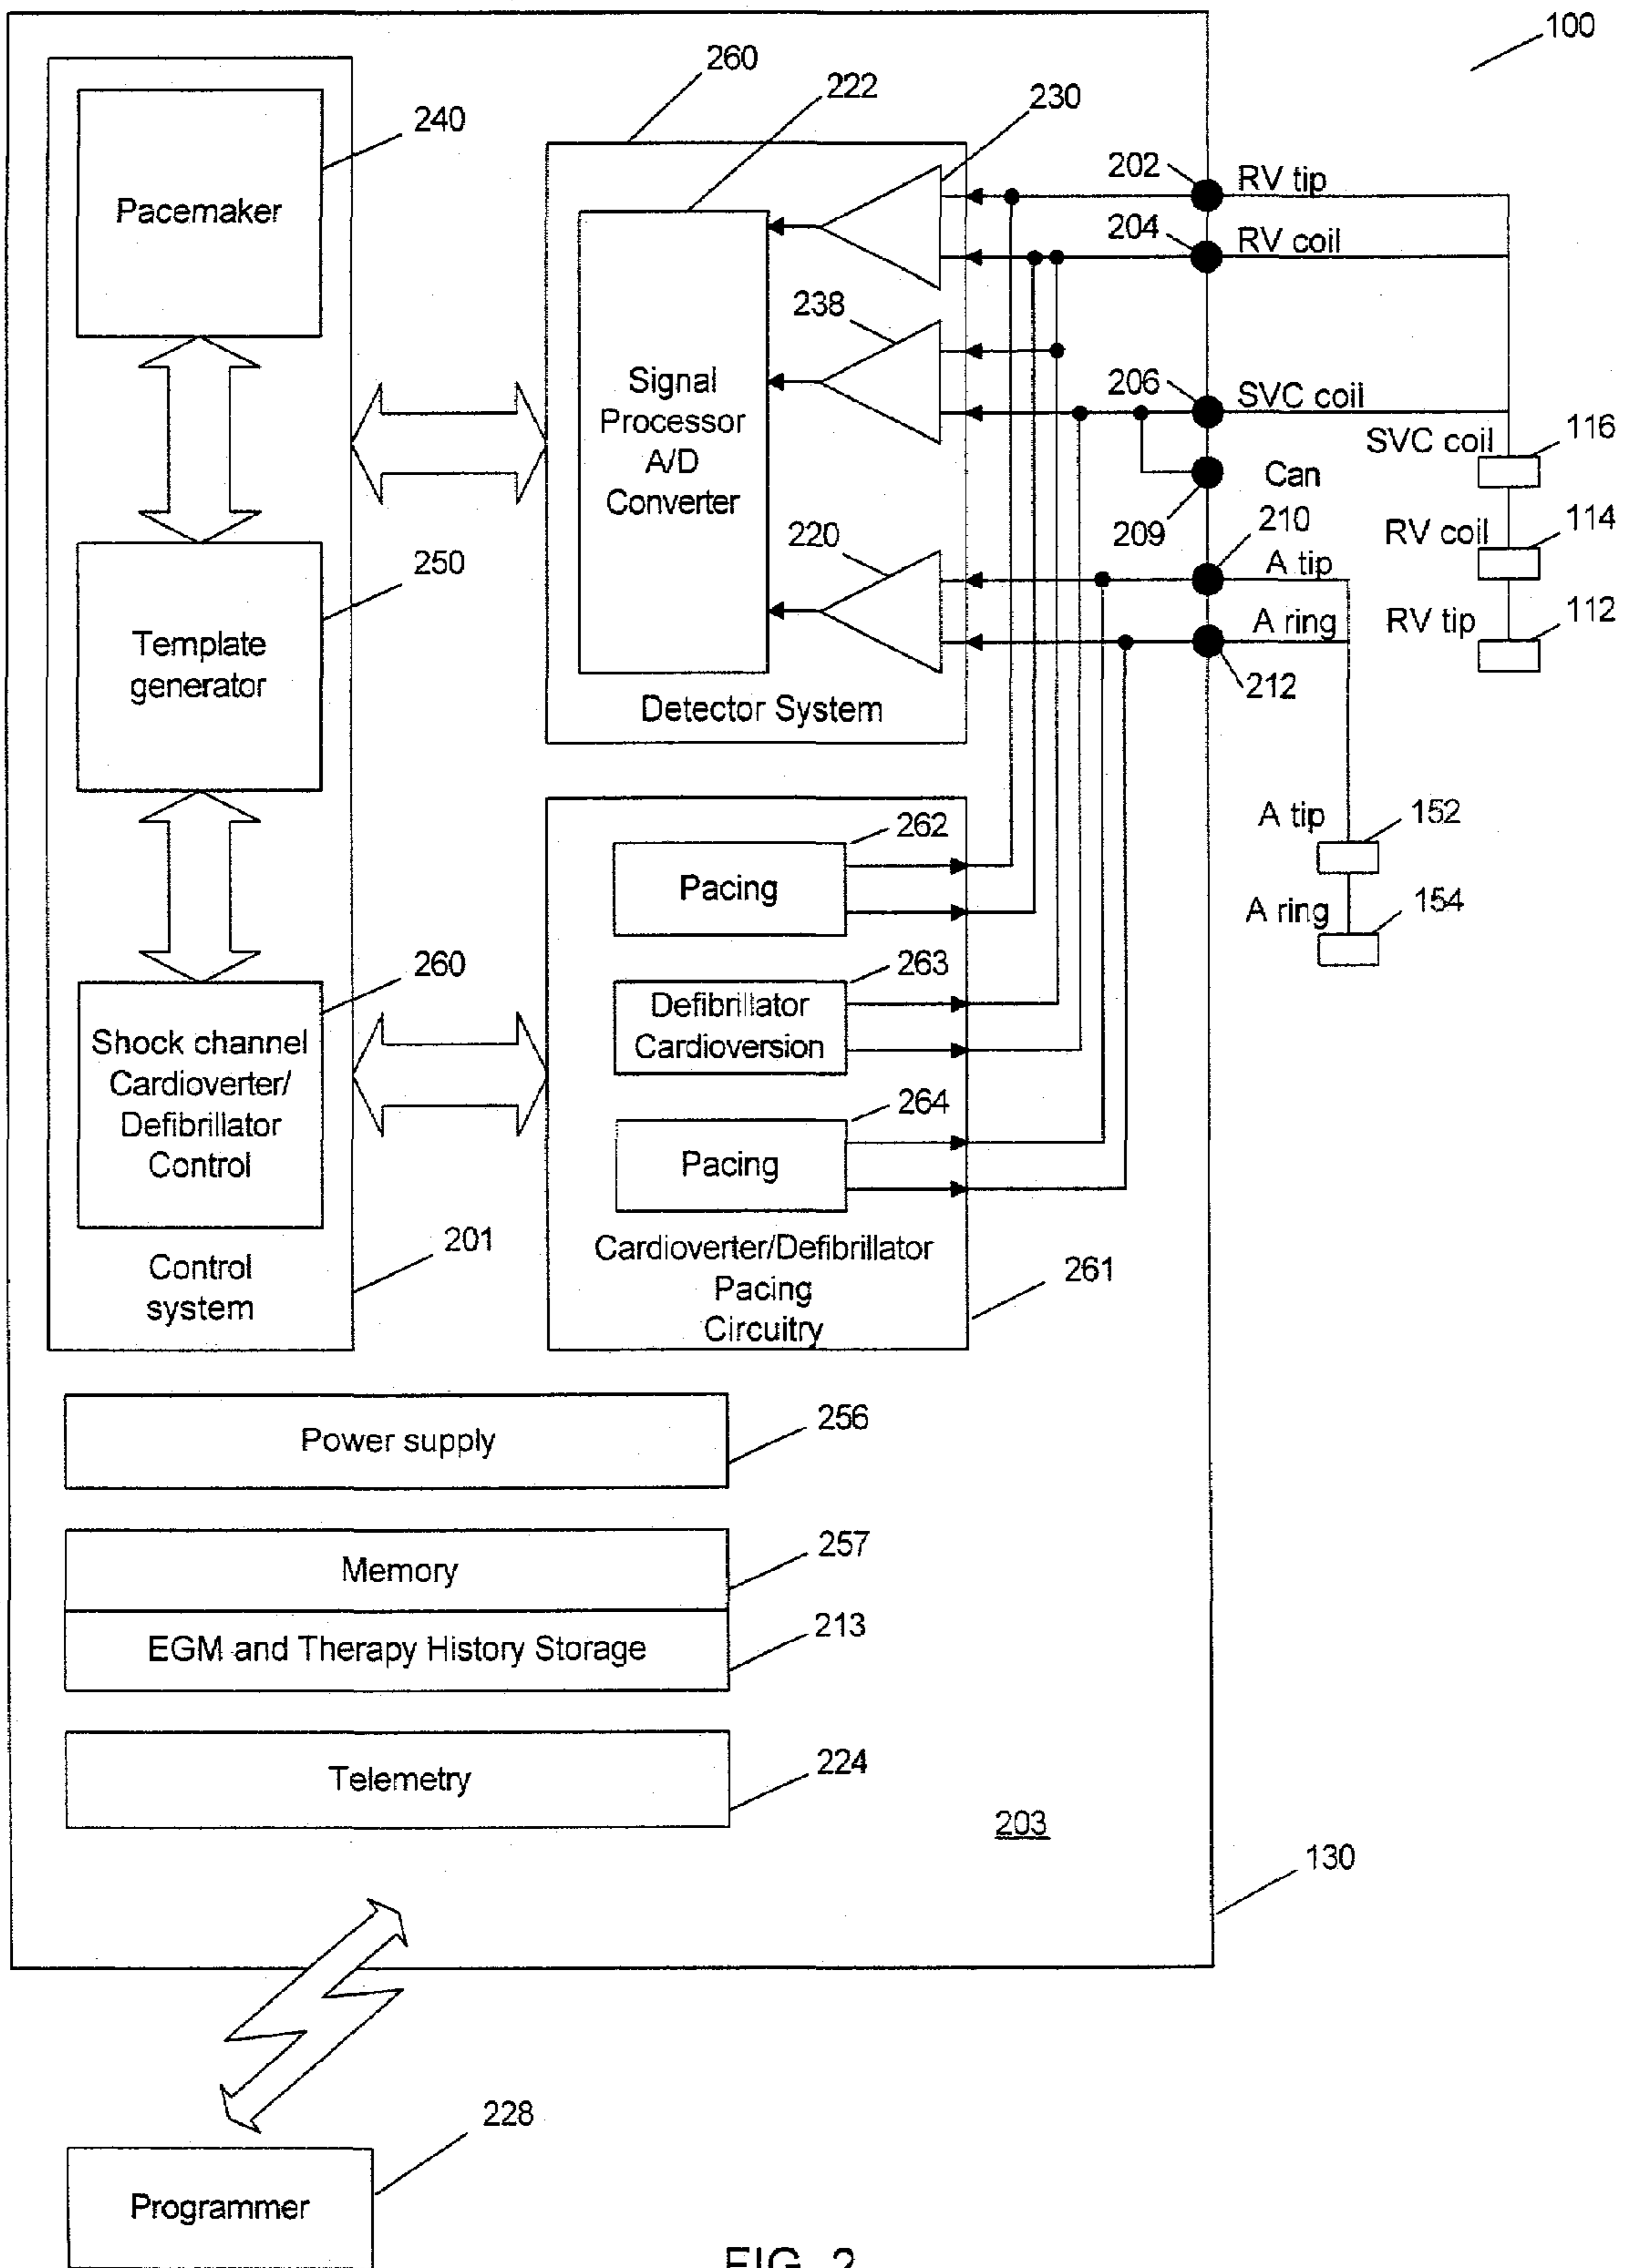 100
260
222
230
240
Pacemaker
202
RV tip
204
RV coil
238
206
SVC coil
Signal
Processor
A/D
Converter
SVC coil
116
Can
209
210
A tip
RV coil
114
220
250
A ring
RV tip
112
212
Template
generator
Detector System
262
Pacing
A tip
152
A ring
154
260
263
Shock channel
Cardioverter/
Defibrillator
Control
Defibrillator
Cardioversion
264
Pacing
201
Control
system
Cardioverter/Defibrillator
Pacing
Circuitry
261
256
Power supply
257
Memory
213
EGM and Therapy History Storage
224
Telemetry
203
130
228
Programmer
FIG. 2